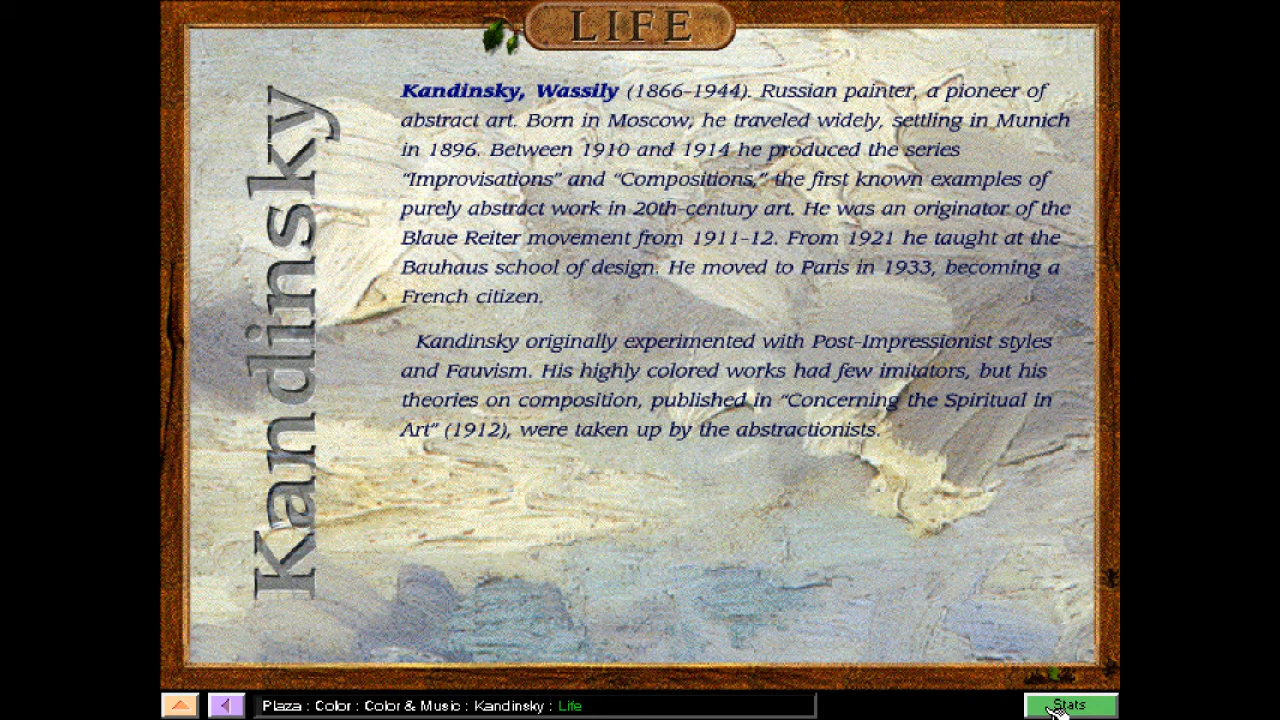 LIFE
Kandinsky
Kandinsky, Wassily (1866-1944). Russian painter, a pioneer of
abstract art. Born in Moscow, he traveled widely, settling in Munich
in 1896. Between 1910 and 1914 he produced the series
“Improvisations” and “Compositions,” the first known examples of
purely abstract work in 20th-century art. He was an originator of the
Blaue Reiter movement from 1911-12. From 1921 he taught at the
Bauhaus school of design. He moved to Paris in 1933, becoming a
French citizen.
Kandinsky originally experimented with Post-Impressionist styles
and Fauvism. His highly colored works had few imitators, but his
theories on composition, published in “Concerning the Spiritual in
Art” (1912), were taken up by the abstractionists.
Plaza : Color : Color & Music : Kandinsky : Life
Stats